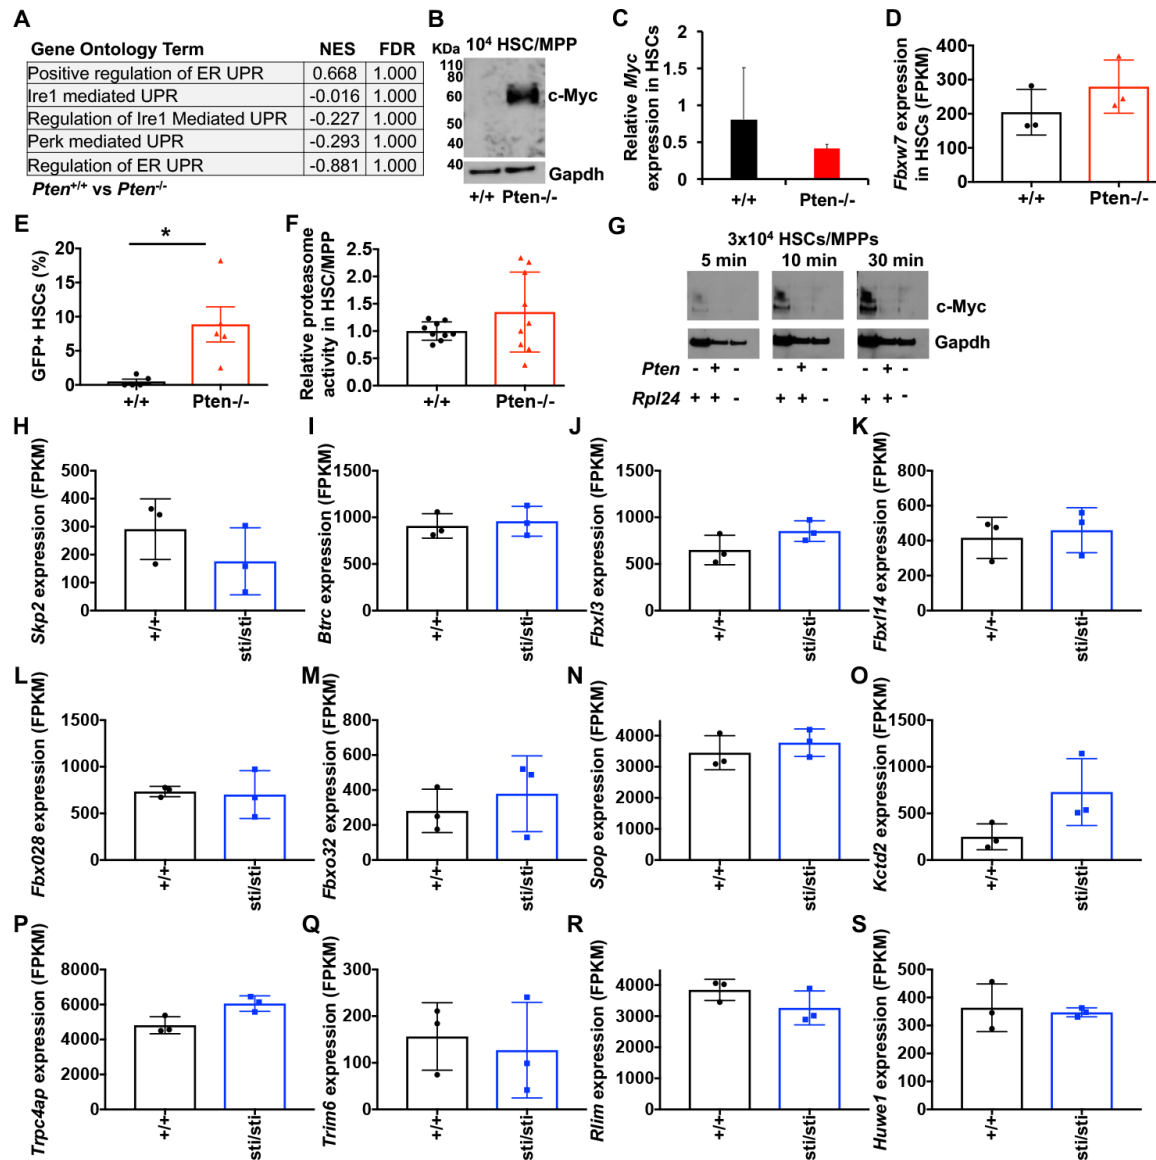 A
Gene Ontology Term NES FDR
Positive regulation of ER UPR 0.668 1.000
Ire1 mediated UPR -0.016 1.000
Regulation of Ire1 Mediated UPR -0.227 1.000
Perk mediated UPR -0.293 1.000
Regulation of ER UPR -0.881 1.000
Pten+/+ vs Pten-/-
B
KDa 10⁴ HSC/MPP
110
80
60
50
40
40
c-Myc
Gapdh
+/+ Pten-/-
C
Relative Myc
expression in HSCs
2
1.5
1
0.5
0
+/+ Pten-/-
D
Fbxw7 expression
in HSCs (FPKM)
400
300
200
100
0
+/+ Pten-/-
E
GFP+ HSCs (%)
20
15
10
5
0
*
+/+ Pten-/-
F
Relative proteasome
activity in HSC/MPP
2.5
2.0
1.5
1.0
0.5
0.0
+/+ Pten-/-
G
3x10⁴ HSCs/MPPs
5 min 10 min 30 min
c-Myc
Gapdh
Pten - + - - + - - + -
Rpl24 + + - + + - + + -
H
Skp2 expression (FPKM)
500
400
300
200
100
0
+/+ sti/sti
I
Btrc expression (FPKM)
1500
1000
500
0
+/+ sti/sti
J
Fbxl3 expression (FPKM)
1500
1000
500
0
+/+ sti/sti
K
Fbxl14 expression (FPKM)
800
600
400
200
0
+/+ sti/sti
L
Fbx028 expression (FPKM)
1500
1000
500
0
+/+ sti/sti
M
Fbxo32 expression (FPKM)
800
600
400
200
0
+/+ sti/sti
N
Spop expression (FPKM)
4000
3000
2000
1000
0
+/+ sti/sti
O
Kctd2 expression (FPKM)
1500
1000
500
0
+/+ sti/sti
P
Trpc4ap expression (FPKM)
8000
6000
4000
2000
0
+/+ sti/sti
Q
Trim6 expression (FPKM)
300
200
100
0
+/+ sti/sti
R
Rlim expression (FPKM)
4000
3000
2000
1000
0
+/+ sti/sti
S
Huwe1 expression (FPKM)
500
400
300
200
100
0
+/+ sti/sti